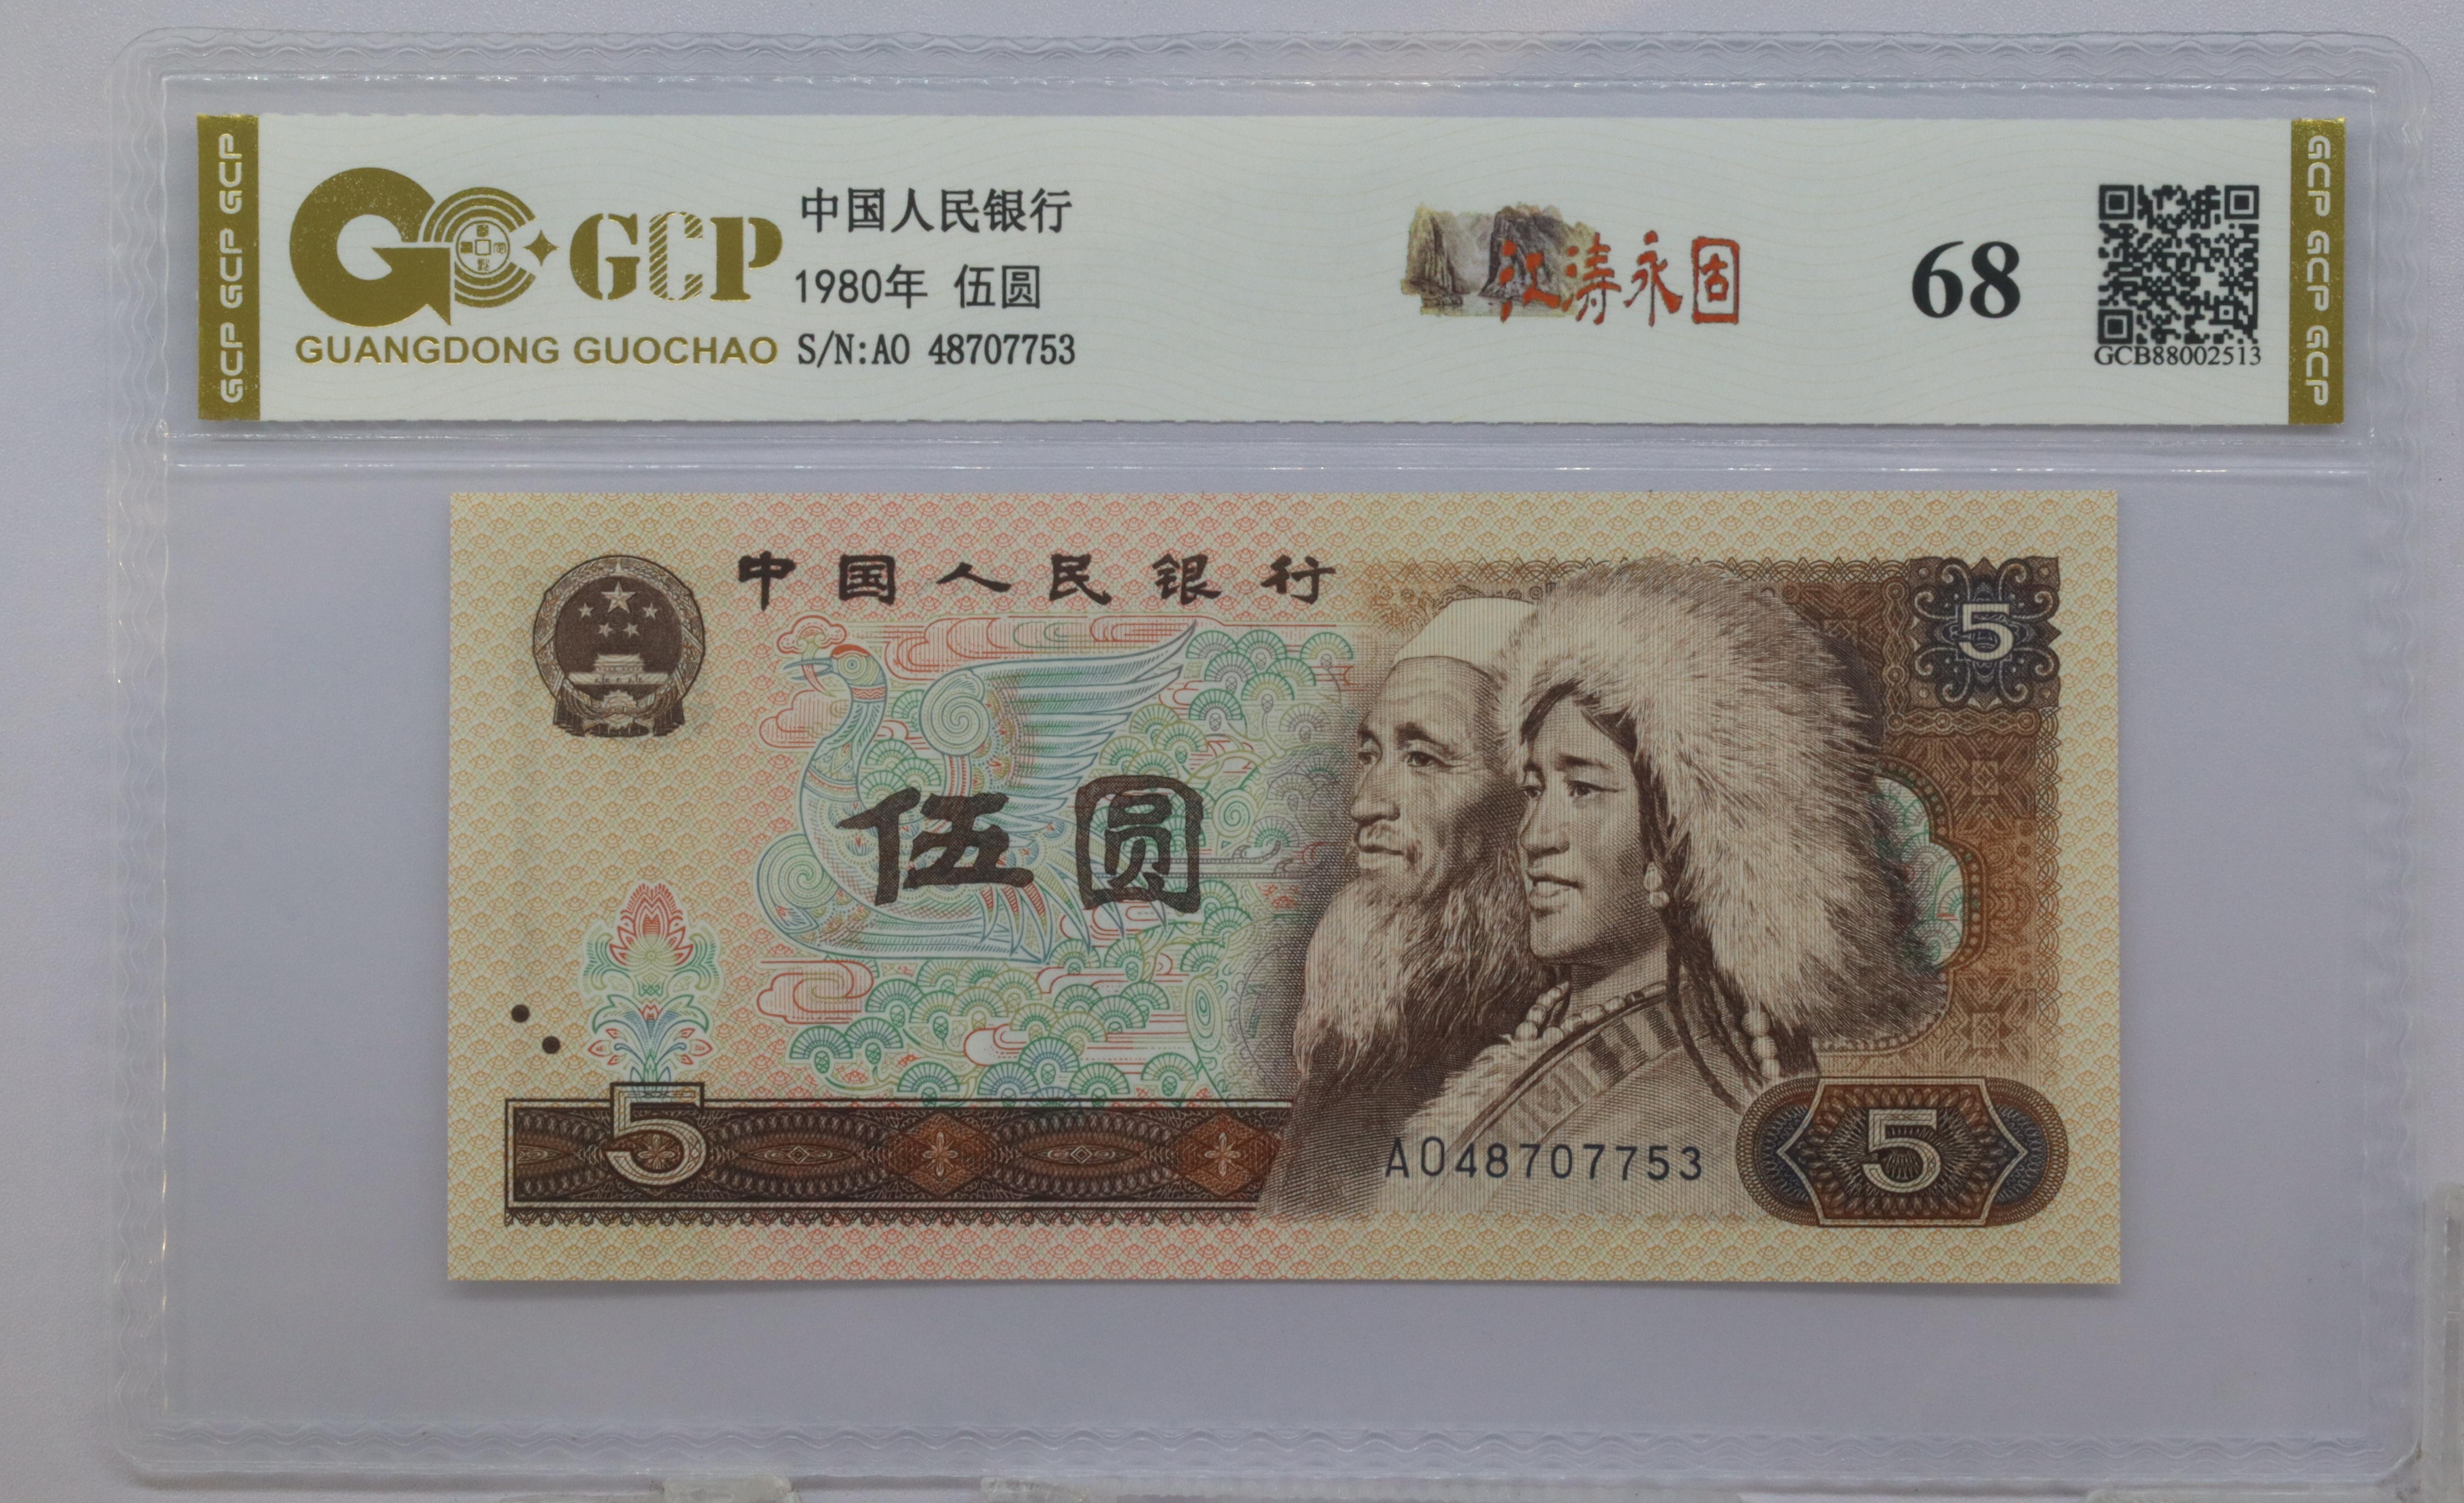 GCP GCP GCP
GCP
GUANGDONG GUOCHAO
中国人民银行
1980年 伍圆
S/N:AO 48707753
江涛永固
68
GCB88002513
GCP GCP GCP
中国人民银行
5
伍圆
5
AO48707753
5